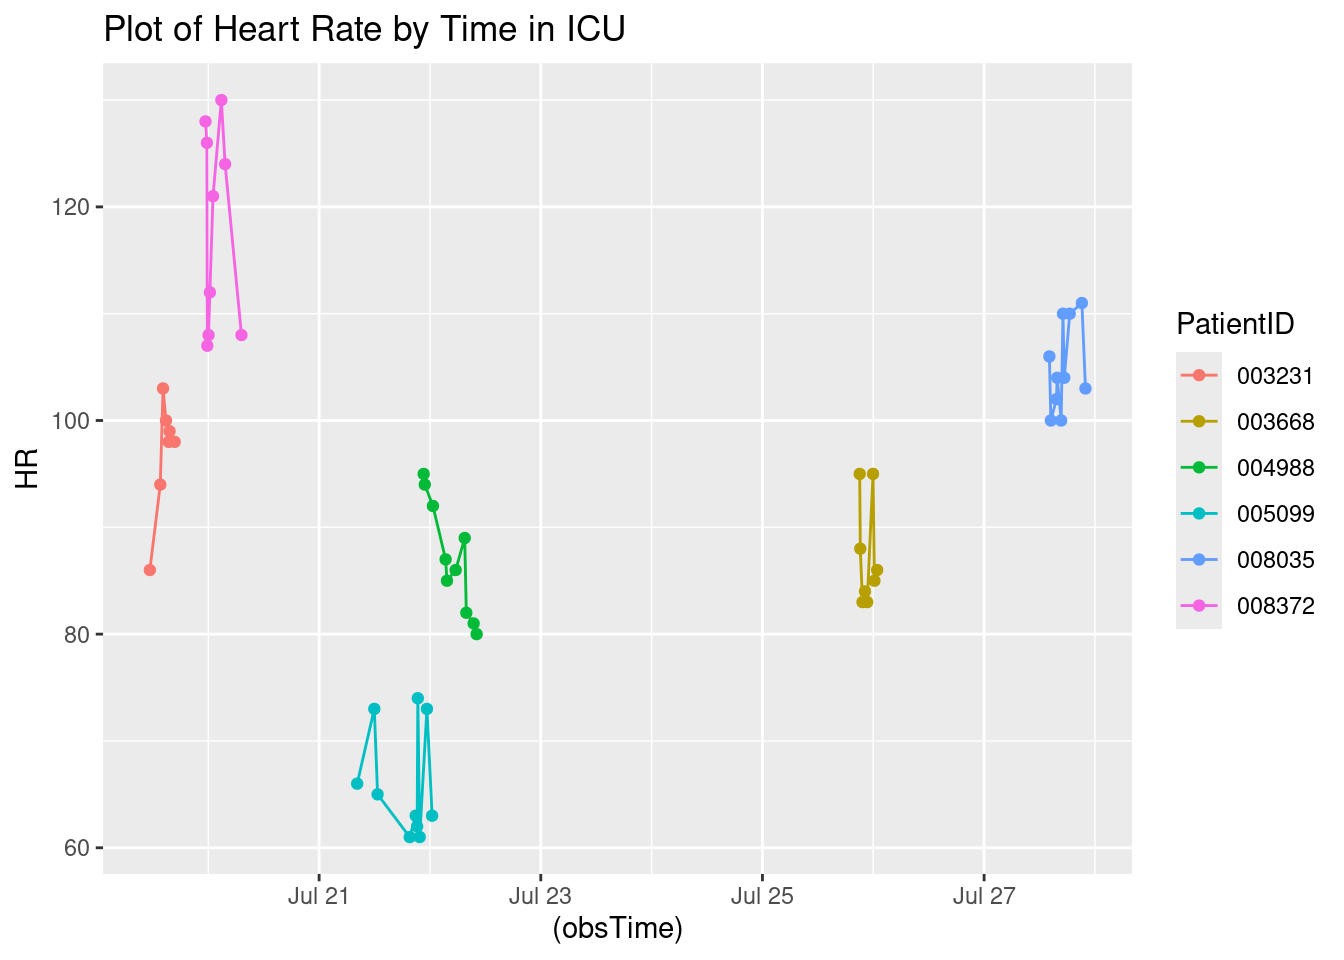 Plot of Heart Rate by Time in ICU
120
100
80
60
HR
Jul 21
Jul 23
Jul 25
Jul 27
(obsTime)
PatientID
003231
003668
004988
005099
008035
008372